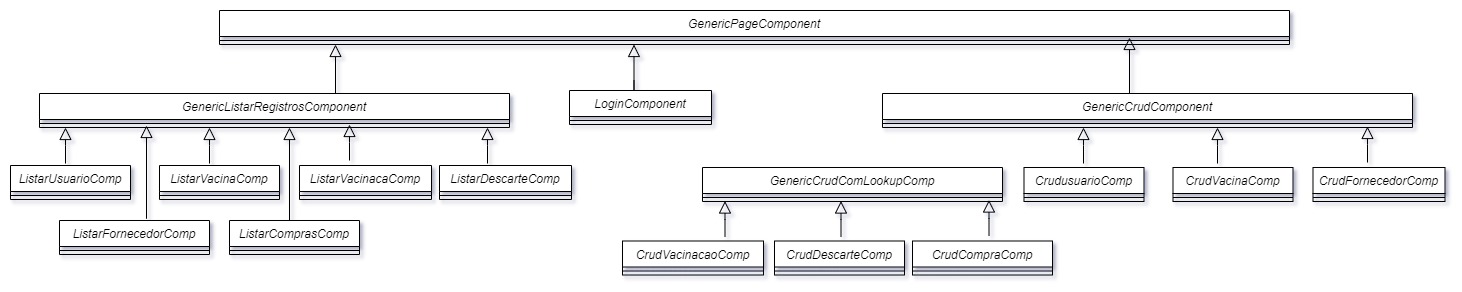 GenericPageComponent
GenericListarRegistrosComponent
LoginComponent
GenericCrudComponent
ListarUsuarioComp
ListarVacinaComp
ListarVacinacaComp
ListarDescarteComp
GenericCrudComLookupComp
CrudusuarioComp
CrudVacinaComp
CrudFornecedorComp
ListarFornecedorComp
ListarComprasComp
CrudVacinacaoComp
CrudDescarteComp
CrudCompraComp